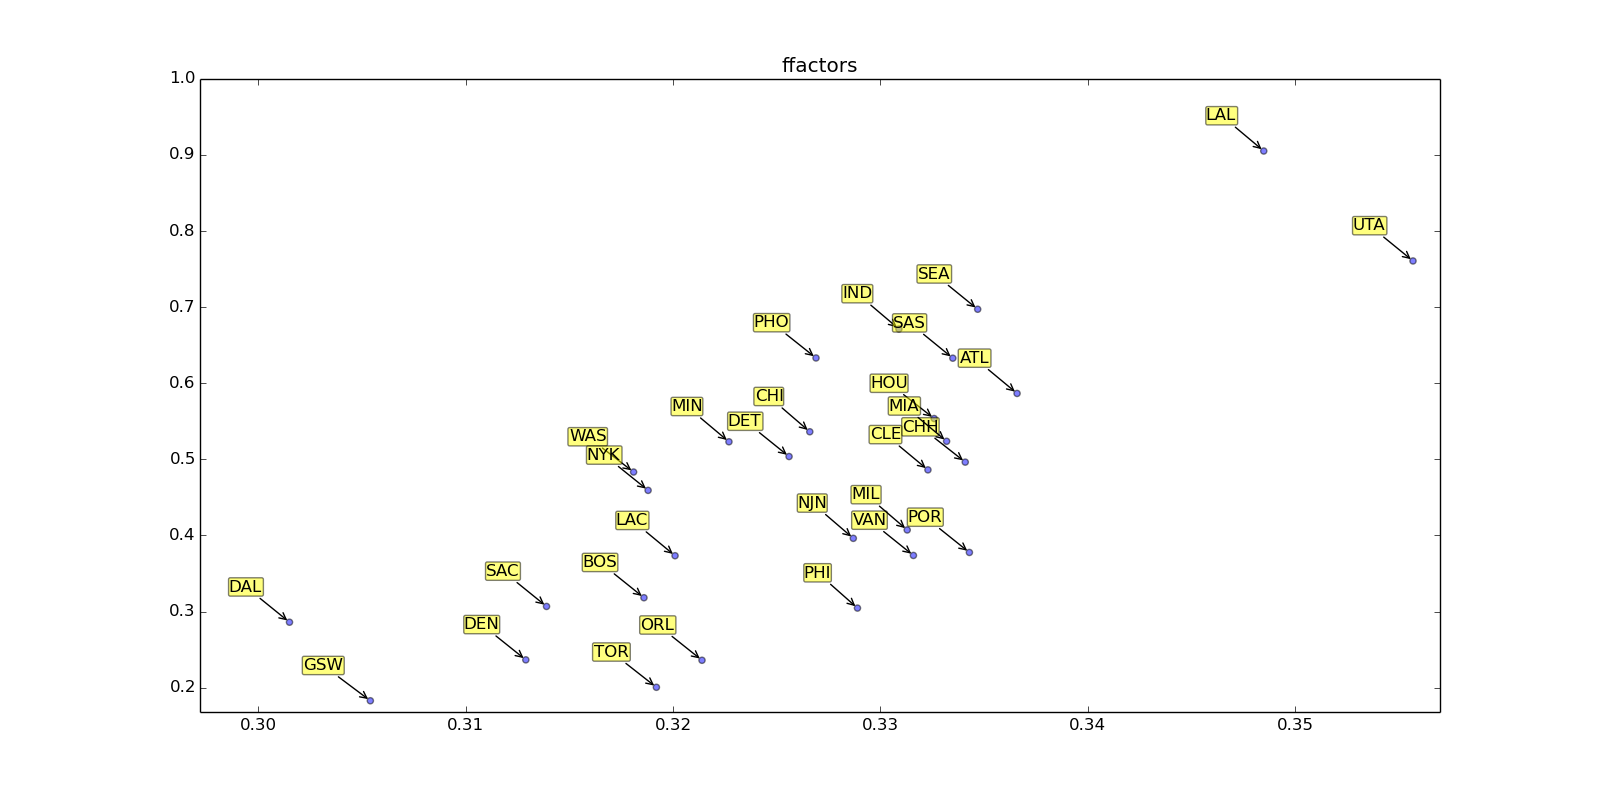 ffactors
1.0
LAL
0.9
0.8
UTA
SEA
IND
0.7
PHO
SAS
ATL
0.6
HOU
CHI
MIN
MIA
DET
CHH
CLE
WAS
0.5
NYK
MIL
NJN
LAC
VAN
POR
0.4
BOS
SAC
PHI
DAL
0.3
DEN
ORL
TOR
GSW
0.2
0.30 0.31 0.32 0.33 0.34 0.35